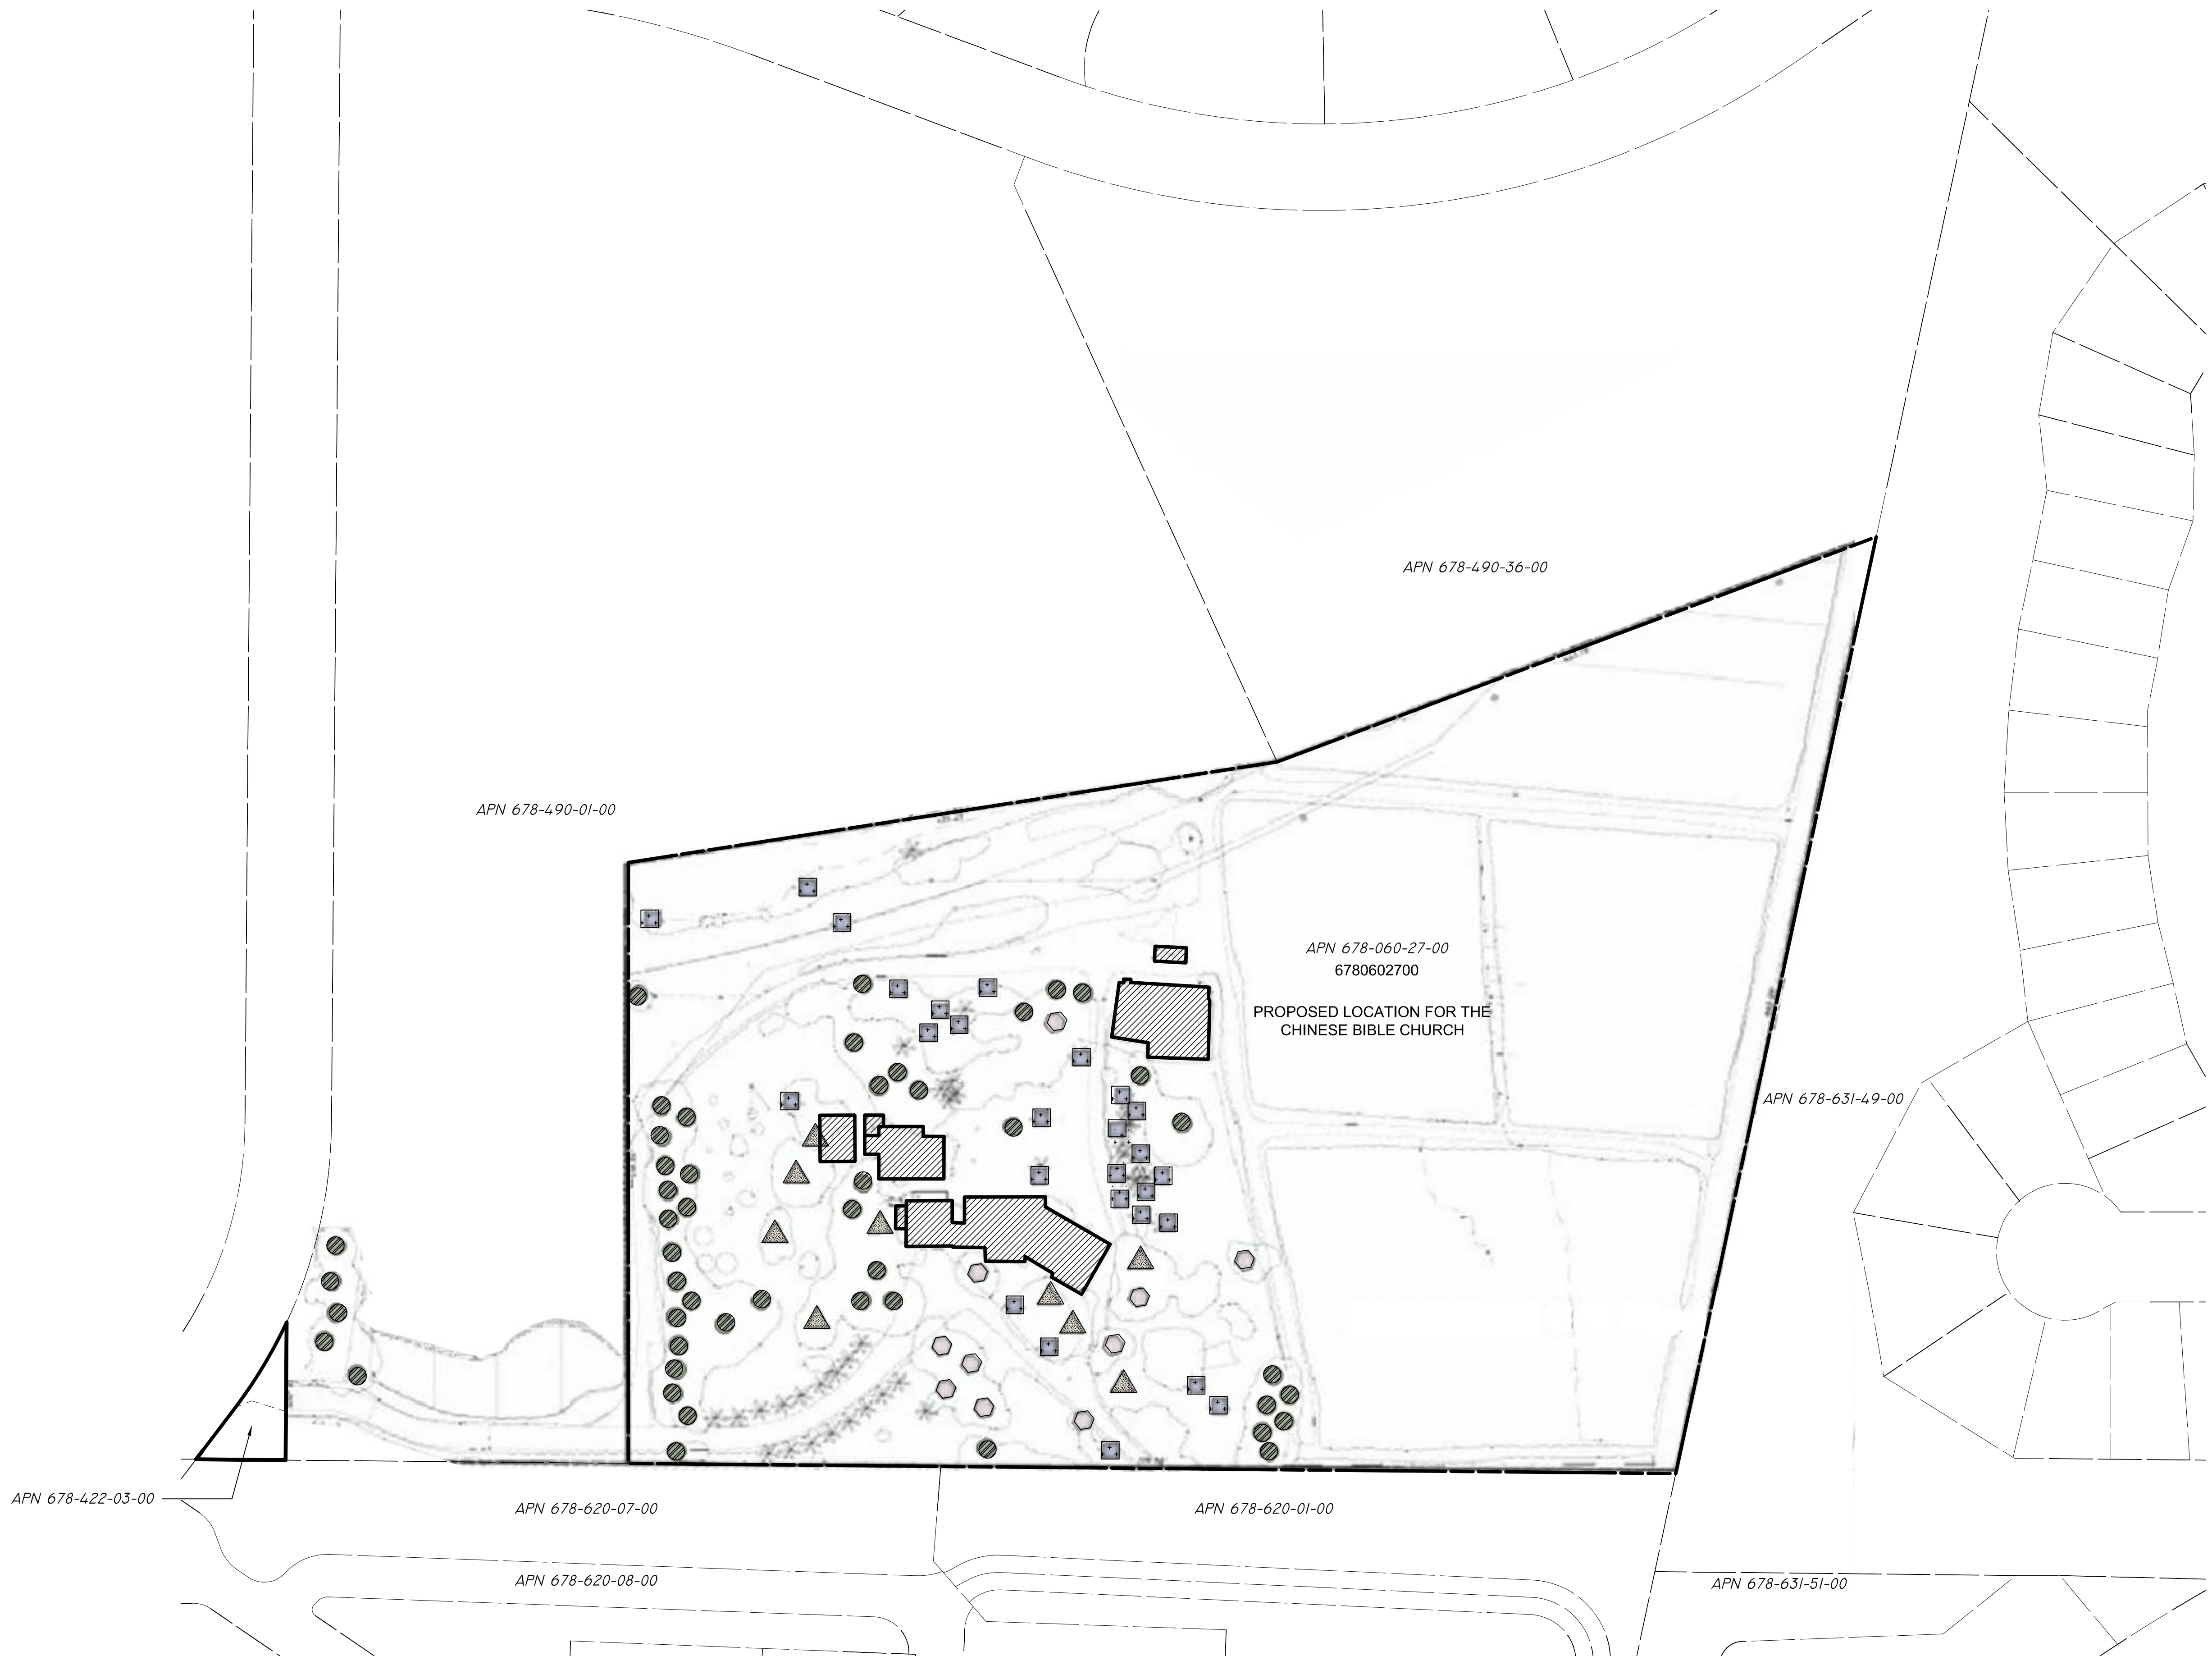 APN 678-490-36-00
APN 678-490-01-00
APN 678-060-27-00
6780602700
PROPOSED LOCATION FOR THE
CHINESE BIBLE CHURCH
APN 678-631-49-00
APN 678-422-03-00
APN 678-620-07-00
APN 678-620-01-00
APN 678-620-08-00
APN 678-631-51-00